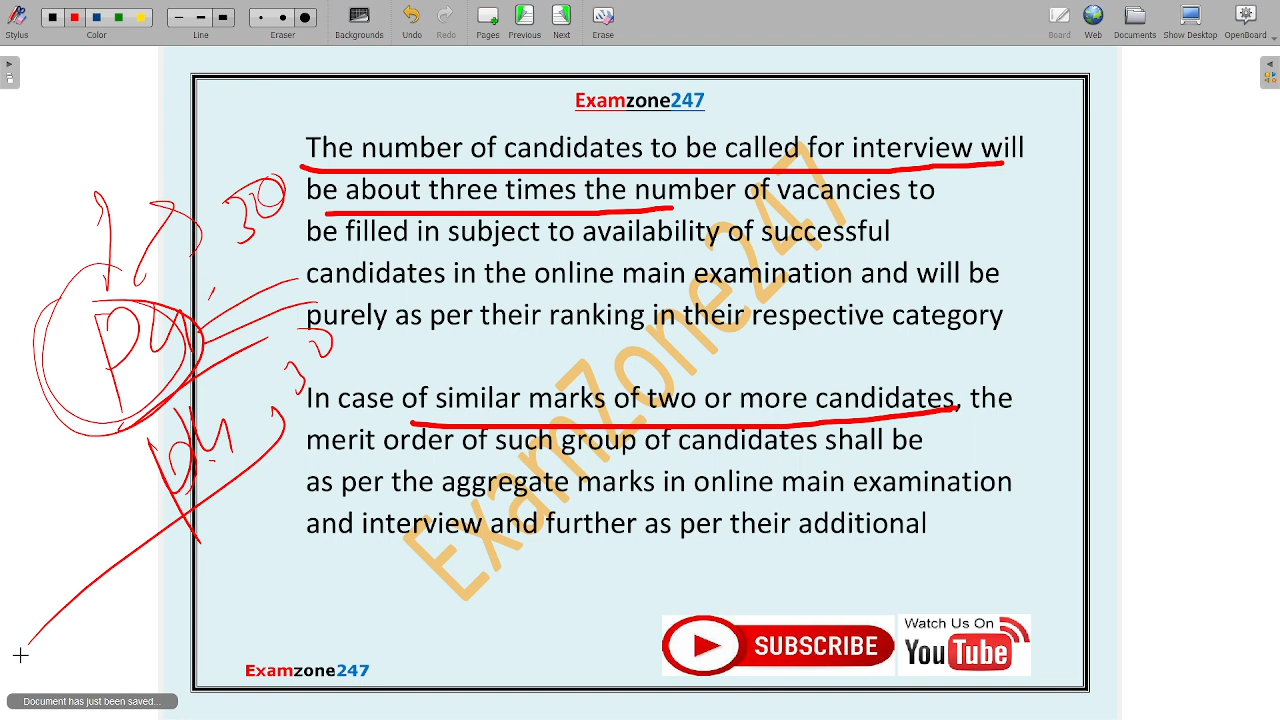 Stylus
Color
Line
Eraser
Backgrounds
Undo
Redo
Pages
Previous
Next
Erase
Board
Web
Documents
Show Desktop
OpenBoard
Examzone247
The number of candidates to be called for interview will
be about three times the number of vacancies to
be filled in subject to availability of successful
candidates in the online main examination and will be
purely as per their ranking in their respective category
In case of similar marks of two or more candidates, the
merit order of such group of candidates shall be
as per the aggregate marks in online main examination
and interview and further as per their additional
ExamZone247
30
30
SUBSCRIBE
Watch Us On
YouTube
Examzone247
Document has just been saved...